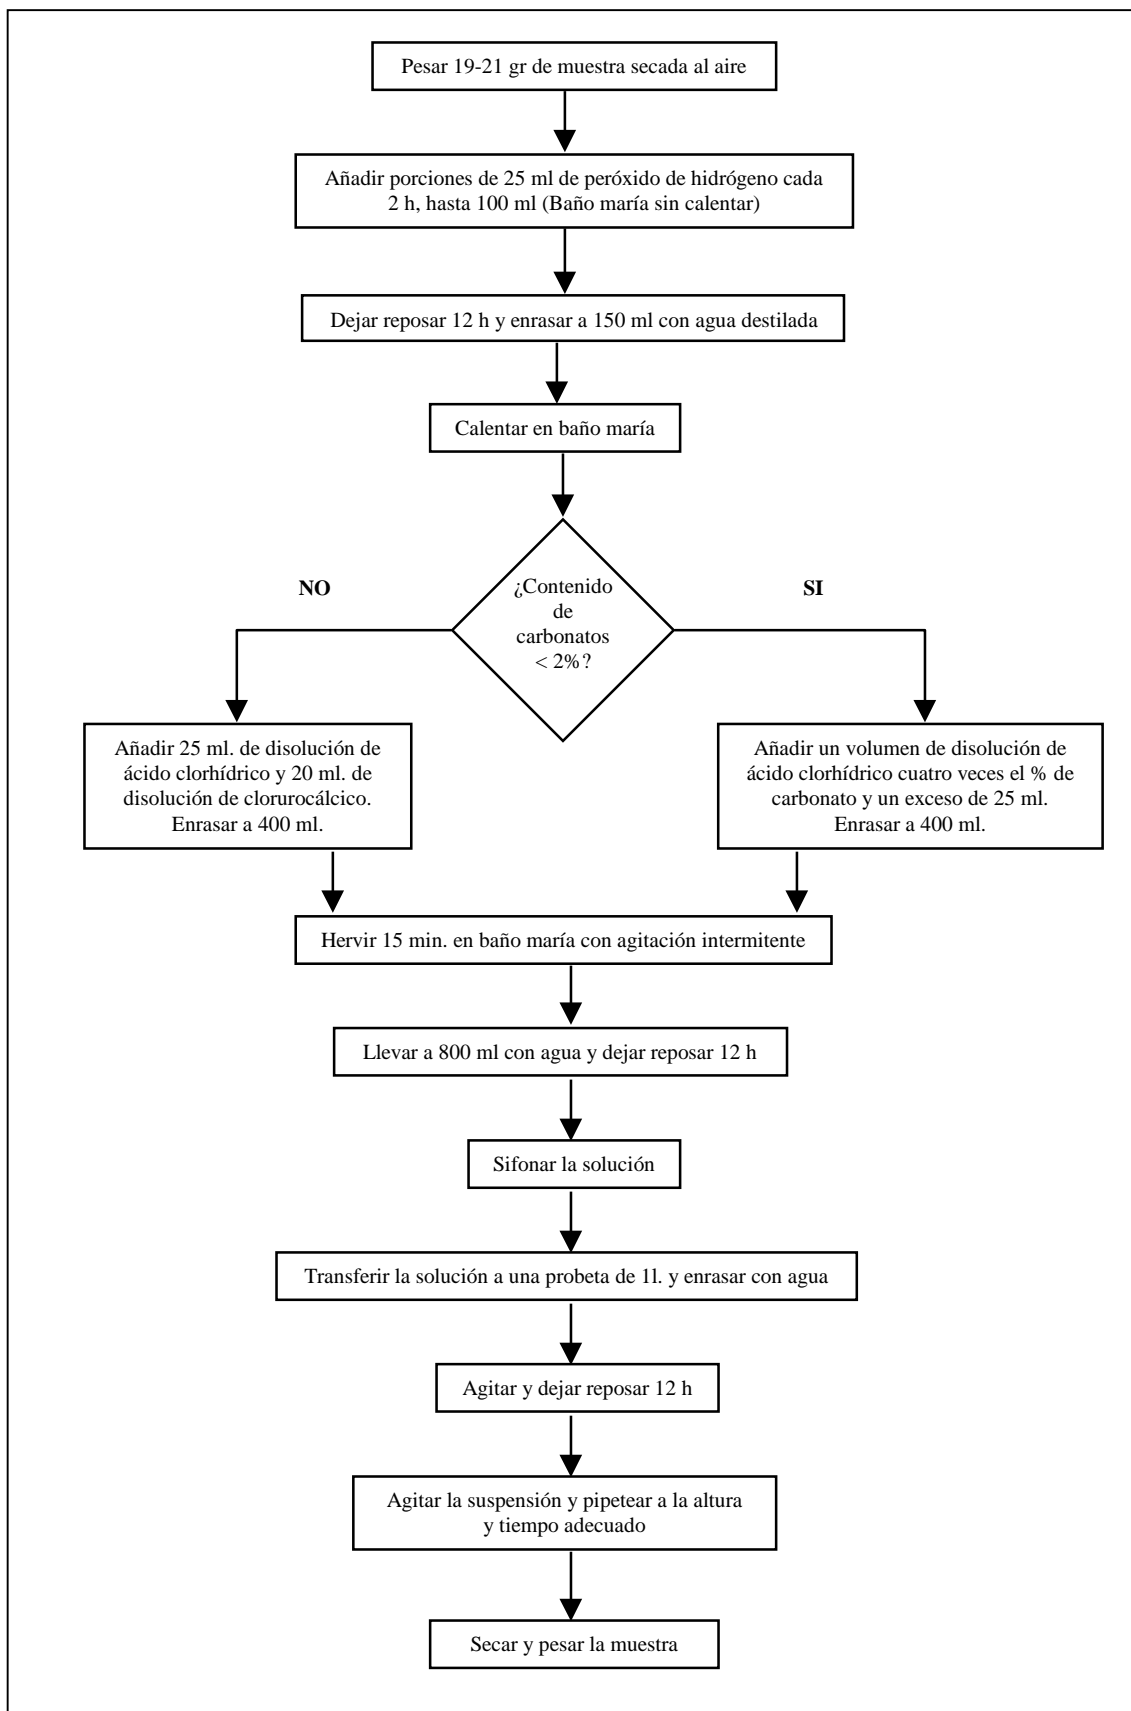 Pesar 19-21 gr de muestra secada al aire
Añadir porciones de 25 ml de peróxido de hidrógeno cada
2 h, hasta 100 ml (Baño maría sin calentar)
Dejar reposar 12 h y enrasar a 150 ml con agua destilada
Calentar en baño maría
¿Contenido
de
carbonatos
< 2%?
NO
SI
Añadir 25 ml. de disolución de
ácido clorhídrico y 20 ml. de
disolución de clorurocálcico.
Enrasar a 400 ml.
Añadir un volumen de disolución de
ácido clorhídrico cuatro veces el % de
carbonato y un exceso de 25 ml.
Enrasar a 400 ml.
Hervir 15 min. en baño maría con agitación intermitente
Llevar a 800 ml con agua y dejar reposar 12 h
Sifonar la solución
Transferir la solución a una probeta de 1l. y enrasar con agua
Agitar y dejar reposar 12 h
Agitar la suspensión y pipetear a la altura
y tiempo adecuado
Secar y pesar la muestra